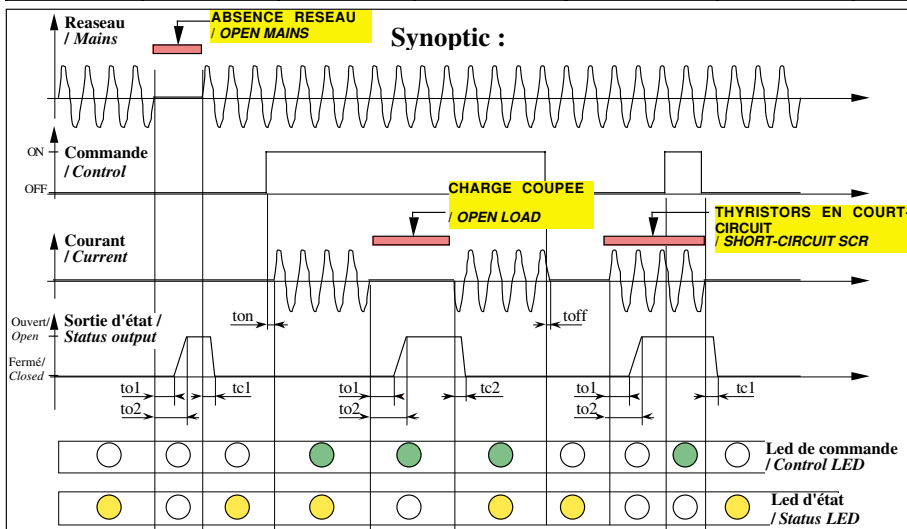 Reaseau
/ Mains
ABSENCE RESEAU
/ OPEN MAINS
Synoptic :
ON
OFF
Commande
/ Control
CHARGE COUPEE
/ OPEN LOAD
THYRISTORS EN COURT-
CIRCUIT
/ SHORT-CIRCUIT SCR
Courant
/ Current
ton
toff
Ouvert/
Open
Sortie d'état /
Status output
Fermé/
Closed
to1
tc1
to1
tc2
to1
tc1
to2
to2
to2
Led de commande
/ Control LED
Led d'état
/ Status LED